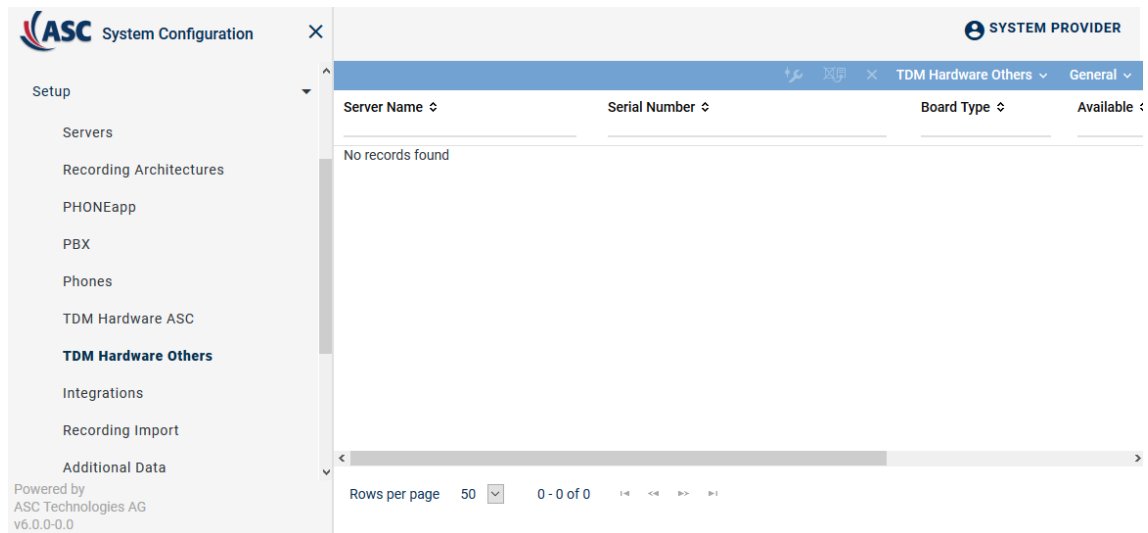 ASC System Configuration
SYSTEM PROVIDER
TDM Hardware Others
General
Setup
Servers
Recording Architectures
PHONEapp
PBX
Phones
TDM Hardware ASC
TDM Hardware Others
Integrations
Recording Import
Additional Data
Powered by
ASC Technologies AG
v6.0.0-0.0
Server Name Serial Number Board Type Available
No records found
Rows per page 50 0 - 0 of 0